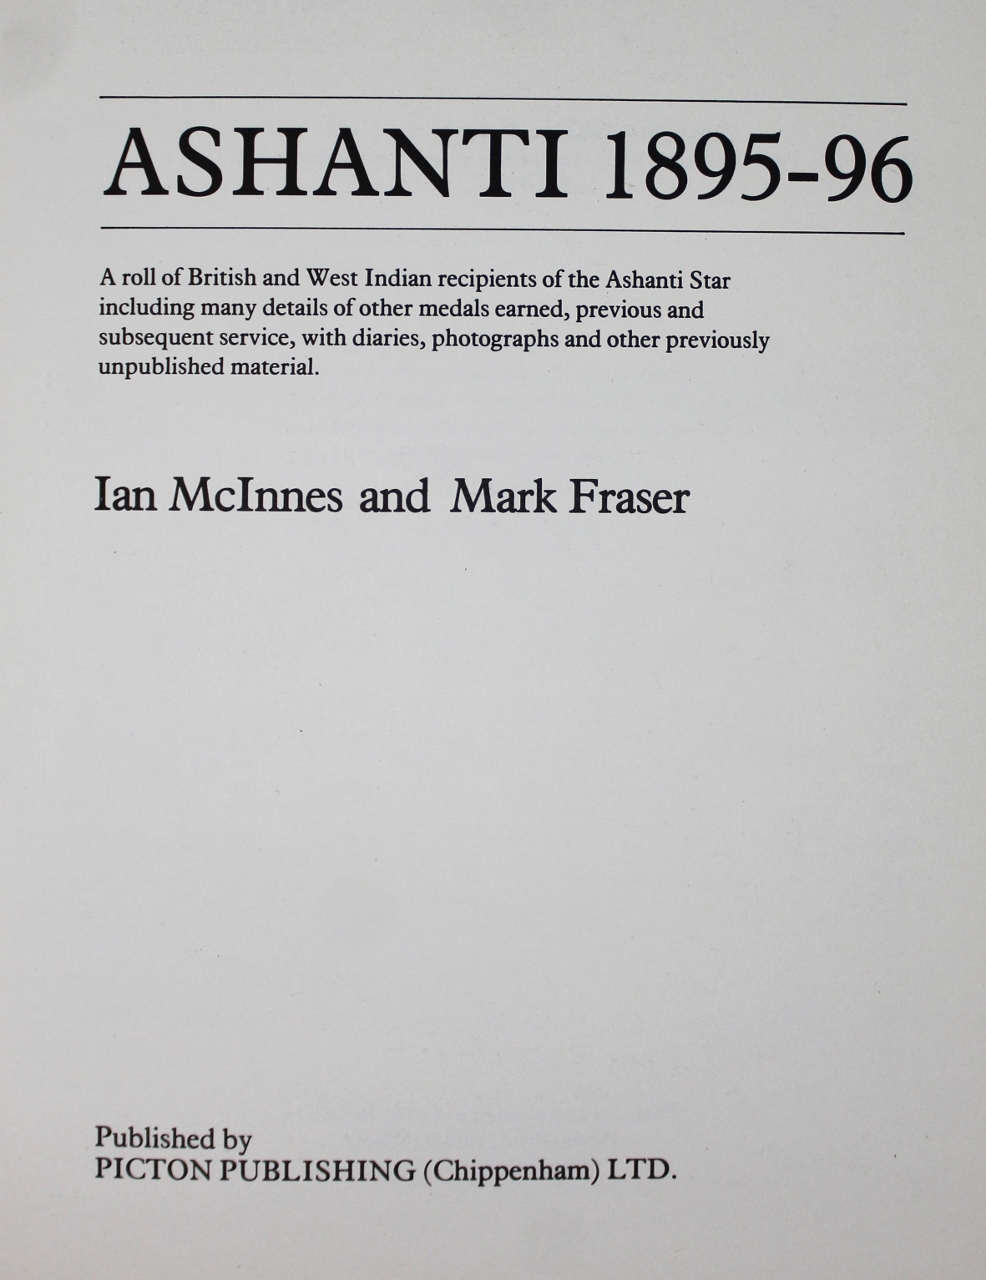 ASHANTI 1895-96
A roll of British and West Indian recipients of the Ashanti Star
including many details of other medals earned, previous and
subsequent service, with diaries, photographs and other previously
unpublished material.
Ian McInnes and Mark Fraser
Published by
PICTON PUBLISHING (Chippenham) LTD.